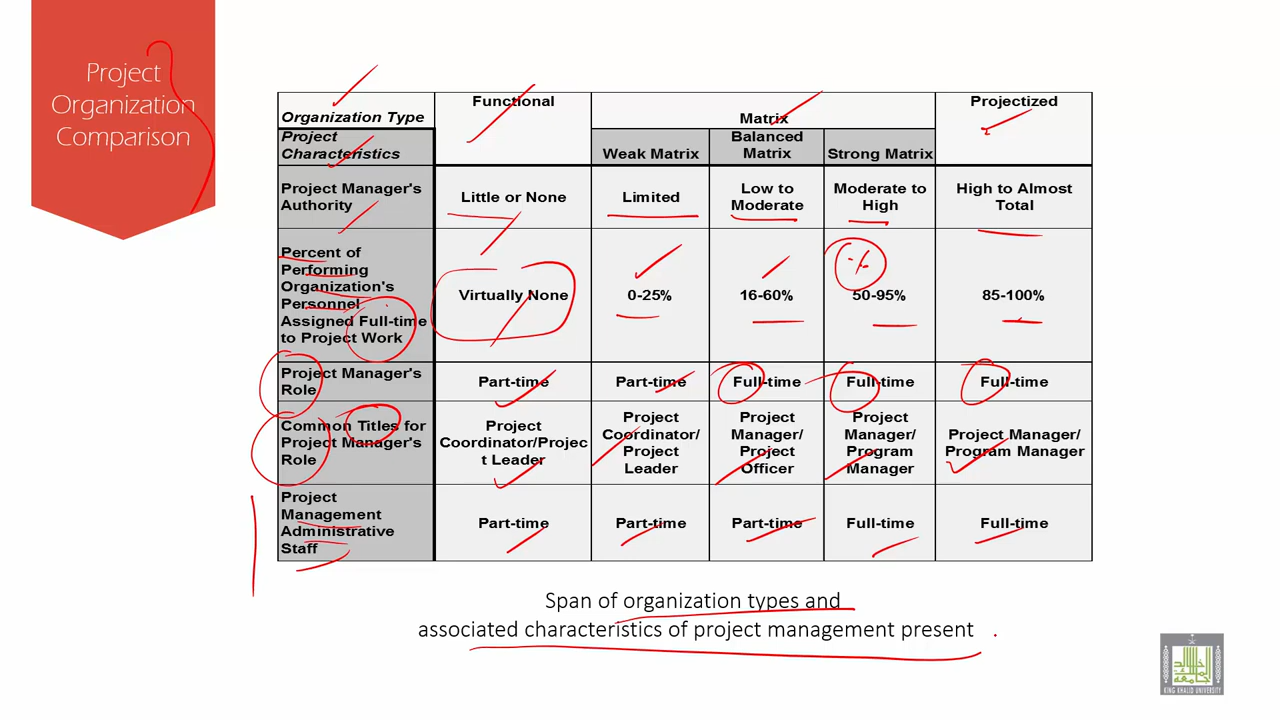 Project
Organization
Comparison
Organization Type
Functional
Matrix
Projectized
Project
Characteristics
Weak Matrix
Balanced
Matrix
Strong Matrix
Project Manager's
Authority
Little or None
Limited
Low to
Moderate
Moderate to
High
High to Almost
Total
Percent of
Performing
Organization's
Personnel
Assigned Full-time
to Project Work
Virtually None
0-25%
16-60%
50-95%
85-100%
Project Manager's
Role
Part-time
Part-time
Full-time
Full-time
Full-time
Common Titles for
Project Manager's
Role
Project
Coordinator/Projec
t Leader
Project
Coordinator/
Project
Leader
Project
Manager/
Project
Officer
Project
Manager/
Program
Manager
Project Manager/
Program Manager
Project
Management
Administrative
Staff
Part-time
Part-time
Part-time
Full-time
Full-time
Span of organization types and
associated characteristics of project management present
KING KHALID UNIVERSITY